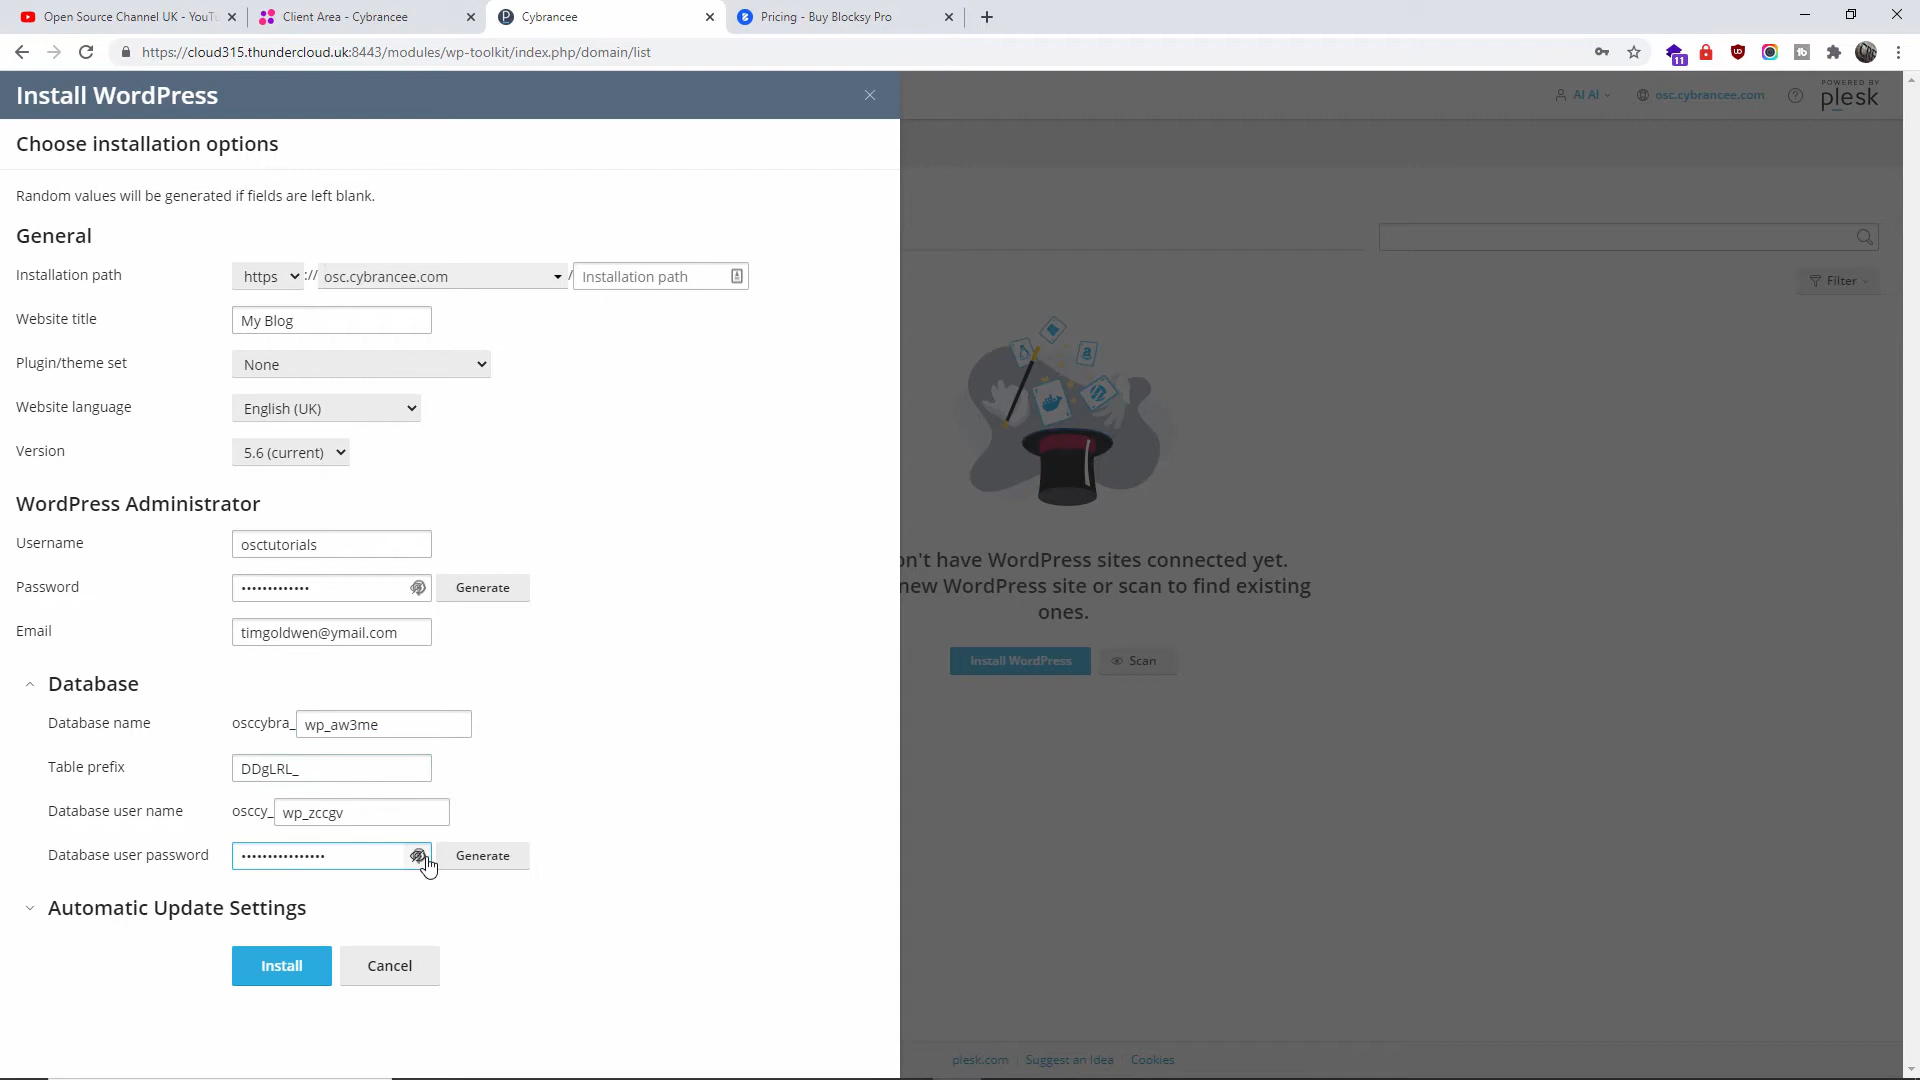 Open Source Channel UK - YouTu
Client Area - Cybrancee
Cybrancee
Pricing - Buy Blocksy Pro
https://cloud315.thundercloud.uk:8443/modules/wp-toolkit/index.php/domain/list
11
Install WordPress
AI AI
osc.cybrancee.com
POWERED BY
plesk
Choose installation options
Random values will be generated if fields are left blank.
General
Installation path
https
://
osc.cybrancee.com
/
Installation path
Filter
Website title
My Blog
Plugin/theme set
None
Website language
English (UK)
Version
5.6 (current)
WordPress Administrator
Username
osctutorials
Password
•••••••••••••
Generate
Email
timgoldwen@ymail.com
on't have WordPress sites connected yet.
new WordPress site or scan to find existing
ones.
Install WordPress
Scan
Database
Database name
osccybra_
wp_aw3me
Table prefix
DDgLRL_
Database user name
osccy_
wp_zccgv
Database user password
••••••••••••••••
Generate
Automatic Update Settings
Install
Cancel
plesk.com
Suggest an Idea
Cookies